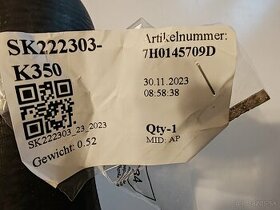 SK222303-
K350
Artikelnummer:
7H0145709D
30.11.2023
08:58:38
SK222303_23_2023
Gewicht: 0.52
Qty-1
MID: AP